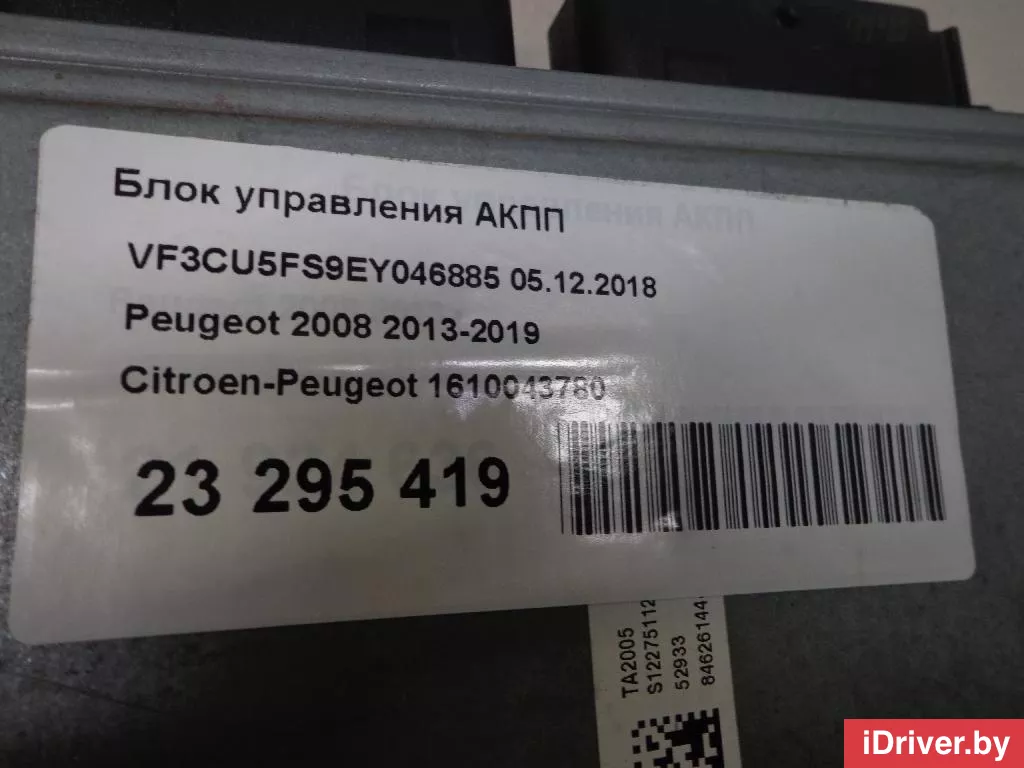 Блок управления АКПП
VF3CU5FS9EY046885 05.12.2018
Peugeot 2008 2013-2019
Citroen-Peugeot 1610043780
23 295 419
TA2005
S12275112
52933
84626144
iDriver.by